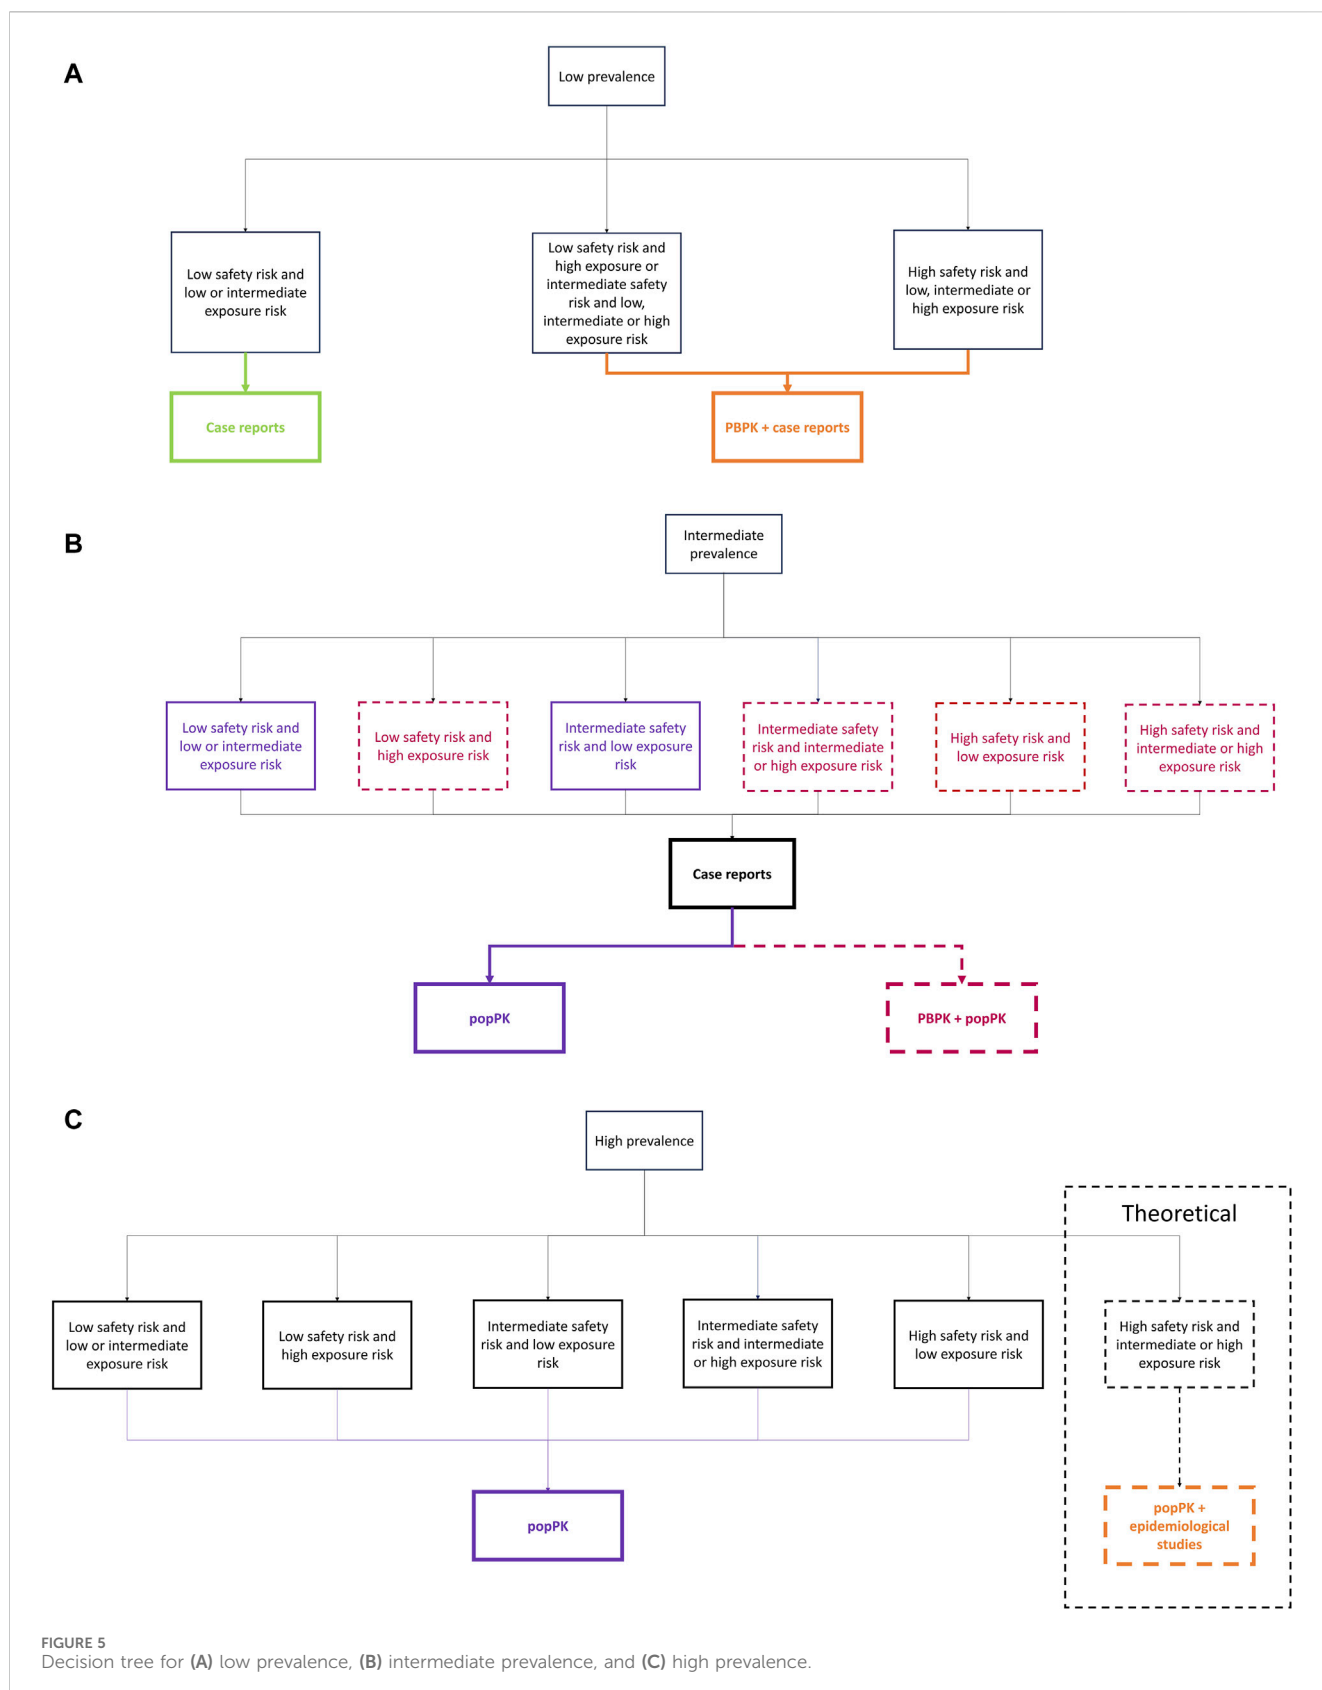 A
Low prevalence
Low safety risk and
low or intermediate
exposure risk
Low safety risk and
high exposure or
intermediate safety
risk and low,
intermediate or high
exposure risk
High safety risk and
low, intermediate or
high exposure risk
Case reports
PBPK + case reports
B
Intermediate
prevalence
Low safety risk and
low or intermediate
exposure risk
Low safety risk and
high exposure risk
Intermediate safety
risk and low exposure
risk
Intermediate safety
risk and intermediate
or high exposure risk
High safety risk and
low exposure risk
High safety risk and
intermediate or high
exposure risk
Case reports
popPK
PBPK + popPK
C
High prevalence
Theoretical
Low safety risk and
low or intermediate
exposure risk
Low safety risk and
high exposure risk
Intermediate safety
risk and low exposure
risk
Intermediate safety
risk and intermediate
or high exposure risk
High safety risk and
low exposure risk
High safety risk and
intermediate or high
exposure risk
popPK
popPK +
epidemiological
studies
FIGURE 5
Decision tree for (A) low prevalence, (B) intermediate prevalence, and (C) high prevalence.